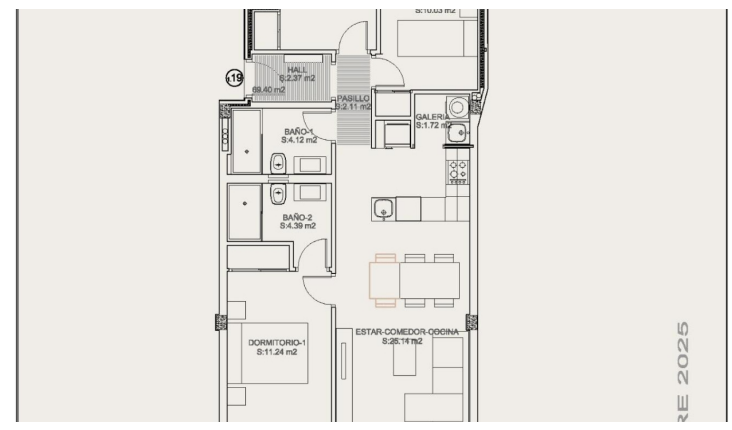 S:10.03 m2
HALL
S:2.37 m2
.19
69.40 m2
PASILLO
S:2.11 m2
GALERIA
S:1.72 m2
BAÑO-1
S:4.12 m2
BAÑO-2
S:4.39 m2
ESTAR-COMEDOR-COCINA
S:25.14 m2
DORMITORIO-1
S:11.24 m2
RE 2025